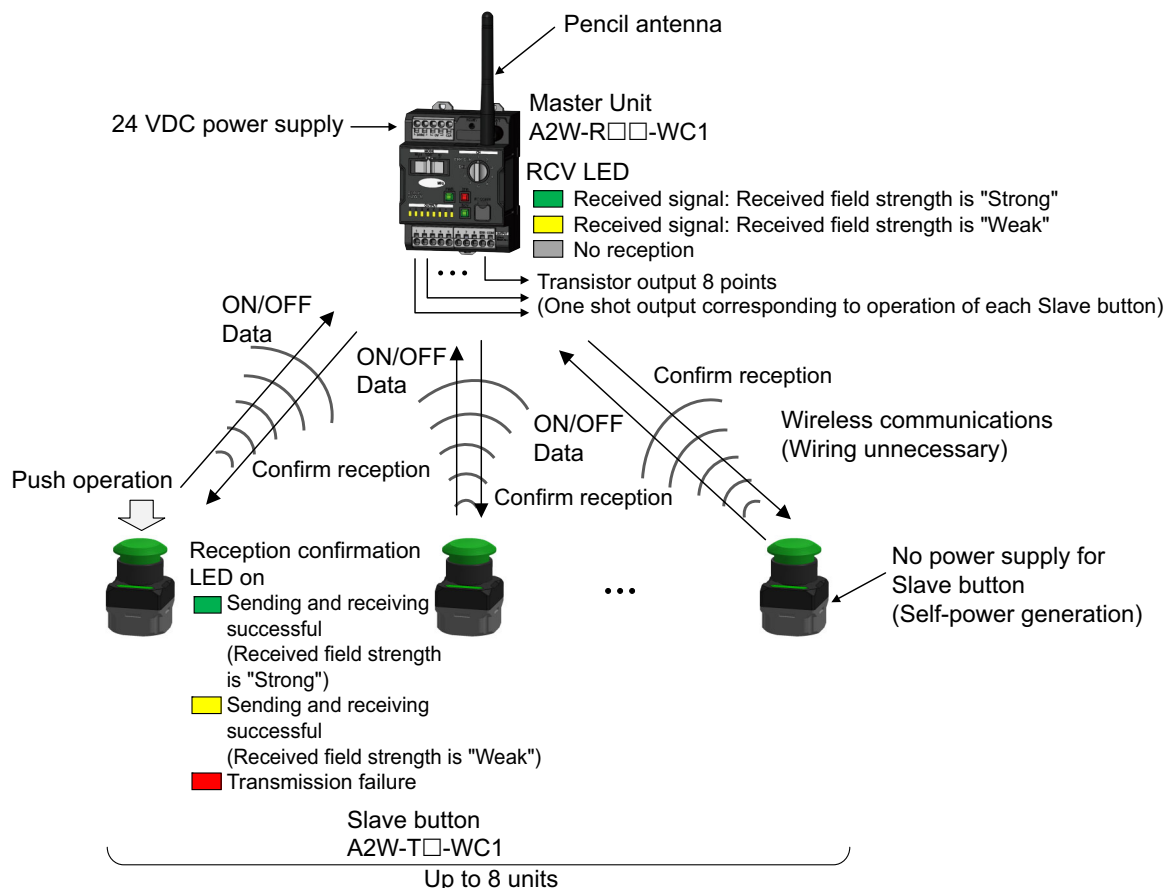 Pencil antenna
24 VDC power supply
Master Unit
A2W-R□□-WC1
RCV LED
Received signal: Received field strength is "Strong"
Received signal: Received field strength is "Weak"
No reception
Transistor output 8 points
(One shot output corresponding to operation of each Slave button)
ON/OFF
Data
ON/OFF
Data
ON/OFF
Data
Confirm reception
Confirm reception
Confirm reception
Wireless communications
(Wiring unnecessary)
Push operation
Reception confirmation
LED on
Sending and receiving
successful
(Received field strength
is "Strong")
Sending and receiving
successful
(Received field strength is "Weak")
Transmission failure
No power supply for
Slave button
(Self-power generation)
Slave button
A2W-T□-WC1
Up to 8 units